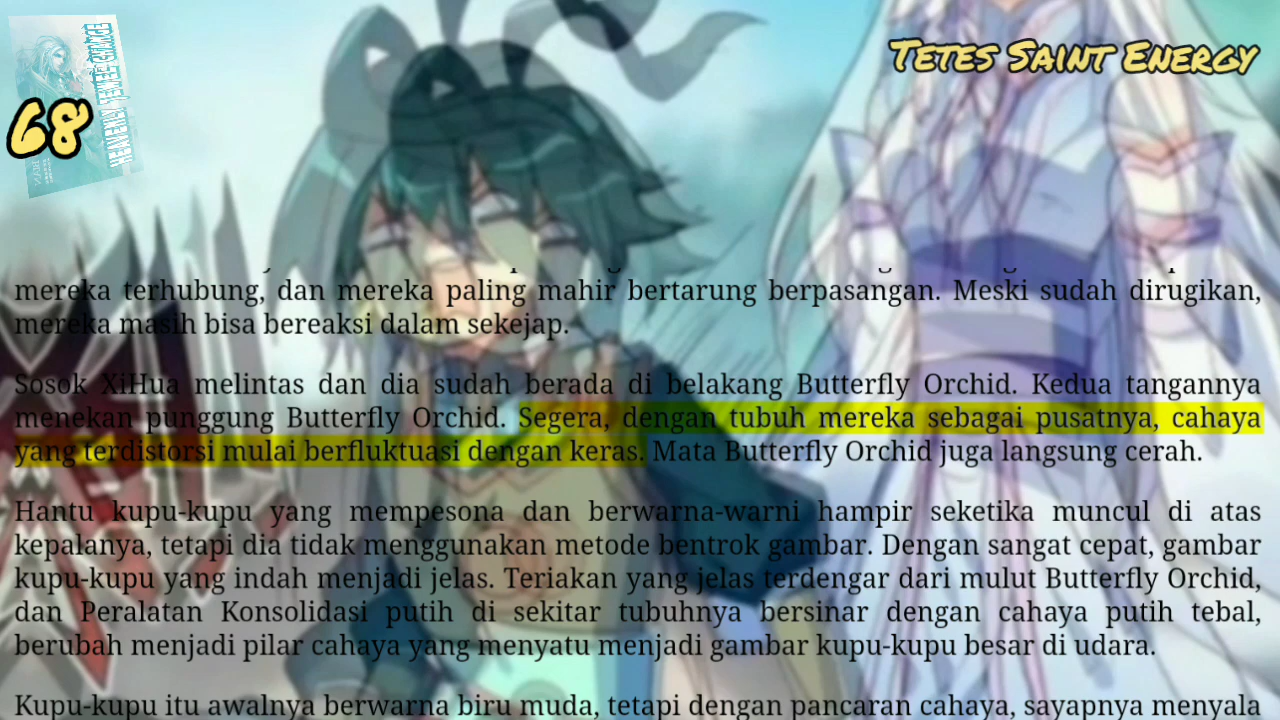 HEAVENLY JEWEL CHANGE
68
TETES SAINT ENERGY
mereka terhubung, dan mereka paling mahir bertarung berpasangan. Meski sudah dirugikan,
mereka masih bisa bereaksi dalam sekejap.
Sosok XiHua melintas dan dia sudah berada di belakang Butterfly Orchid. Kedua tangannya
menekan punggung Butterfly Orchid. Segera, dengan tubuh mereka sebagai pusatnya, cahaya
yang terdistorsi mulai berfluktuasi dengan keras. Mata Butterfly Orchid juga langsung cerah.
Hantu kupu-kupu yang mempesona dan berwarna-warni hampir seketika muncul di atas
kepalanya, tetapi dia tidak menggunakan metode bentrok gambar. Dengan sangat cepat, gambar
kupu-kupu yang indah menjadi jelas. Teriakan yang jelas terdengar dari mulut Butterfly Orchid,
dan Peralatan Konsolidasi putih di sekitar tubuhnya bersinar dengan cahaya putih tebal,
berubah menjadi pilar cahaya yang menyatu menjadi gambar kupu-kupu besar di udara.
Kupu-kupu itu awalnya berwarna biru muda, tetapi dengan pancaran cahaya, sayapnya menyala